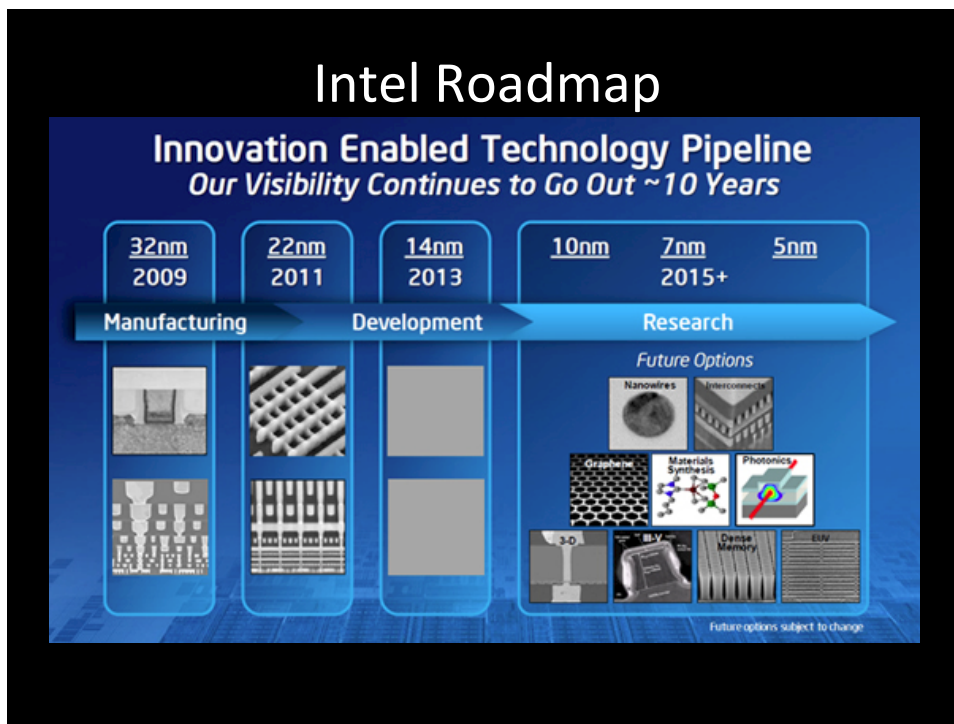 Intel Roadmap
Innovation Enabled Technology Pipeline
Our Visibility Continues to Go Out ~10 Years
32nm 22nm 14nm 10nm 7nm 5nm
2009 2011 2013 2015+
Manufacturing Development Research
Future Options
Nanowires Interconnects
Graphene Materials Synthesis Photonics
3-D III-V Dense Memory EUV
Future options subject to change